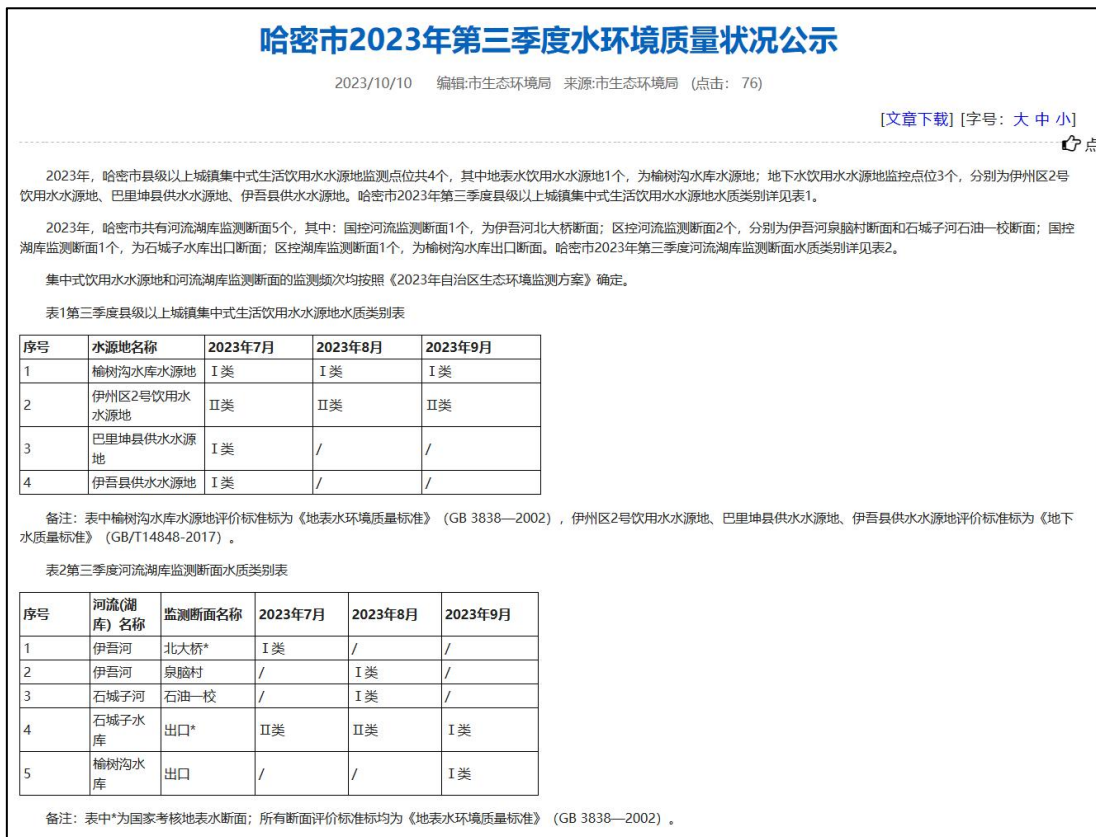 哈密市2023年第三季度水环境质量状况公示
2023/10/10 编辑:市生态环境局 来源:市生态环境局 (点击: 76)
[文章下载] [字号: 大 中 小]
点
2023年，哈密市县级以上城镇集中式生活饮用水水源地监测点位共4个，其中地表水饮用水水源地1个，为榆树沟水库水源地；地下水饮用水水源地监控点位3个，分别为伊州区2号
饮用水水源地、巴里坤县供水水源地、伊吾县供水水源地。哈密市2023年第三季度县级以上城镇集中式生活饮用水水源地水质类别详见表1。
2023年，哈密市共有河流湖库监测断面5个，其中：国控河流监测断面1个，为伊吾河北大桥断面；区控河流监测断面2个，分别为伊吾河泉脑村断面和石城子河石油一校断面；国控
湖库监测断面1个，为石城子水库出口断面；区控湖库监测断面1个，为榆树沟水库出口断面。哈密市2023年第三季度河流湖库监测断面水质类别详见表2。
集中式饮用水水源地和河流湖库监测断面的监测频次均按照《2023年自治区生态环境监测方案》确定。
表1第三季度县级以上城镇集中式生活饮用水水源地水质类别表
序号 水源地名称 2023年7月 2023年8月 2023年9月
1 榆树沟水库水源地 Ⅰ类 Ⅰ类 Ⅰ类
2 伊州区2号饮用水 Ⅱ类 Ⅱ类 Ⅱ类
水源地
3 巴里坤县供水水源 Ⅰ类 / /
地
4 伊吾县供水水源地 Ⅰ类 / /
备注：表中榆树沟水库水源地评价标准标为《地表水环境质量标准》（GB 3838—2002），伊州区2号饮用水水源地、巴里坤县供水水源地、伊吾县供水水源地评价标准标为《地下
水质量标准》（GB/T14848-2017）。
表2第三季度河流湖库监测断面水质类别表
序号 河流(湖 监测断面名称 2023年7月 2023年8月 2023年9月
库）名称
1 伊吾河 北大桥* Ⅰ类 / /
2 伊吾河 泉脑村 / Ⅰ类 /
3 石城子河 石油一校 / Ⅰ类 /
4 石城子水 出口* Ⅱ类 Ⅱ类 Ⅰ类
库
5 榆树沟水 出口 / / Ⅰ类
库
备注：表中*为国家考核地表水断面；所有断面评价标准标均为《地表水环境质量标准》（GB 3838—2002）。